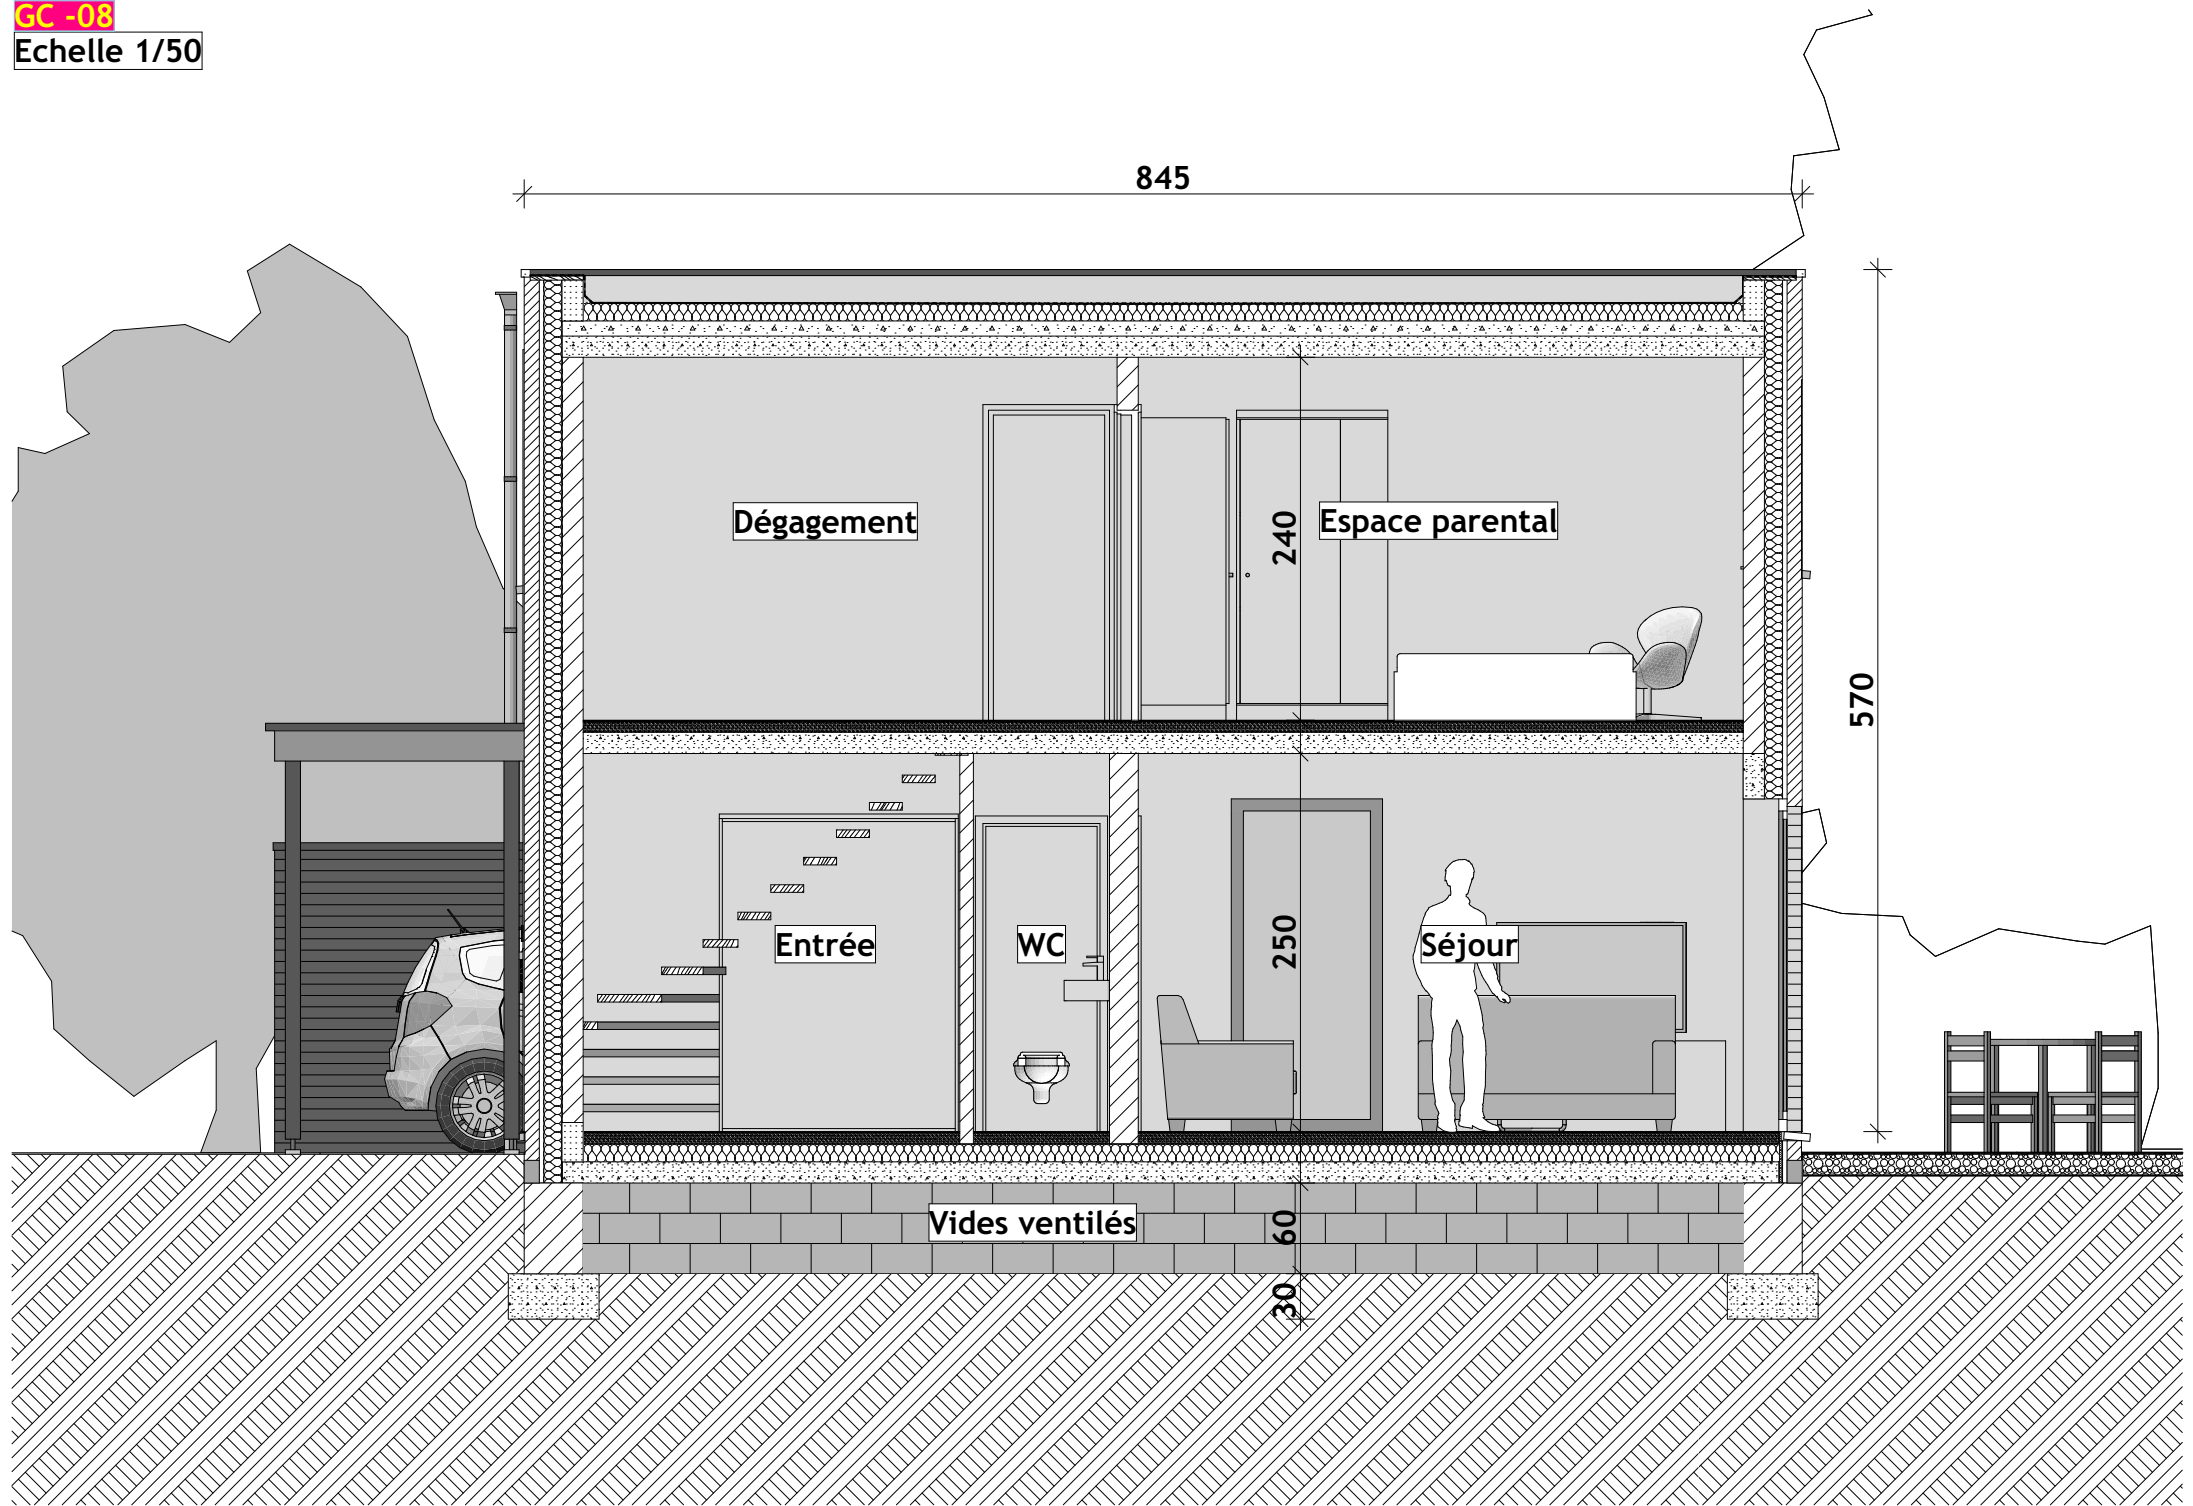 GC -08
Echelle 1/50
845
Dégagement
240
Espace parental
570
Entrée
WC
250
Séjour
Vides ventilés
60
30